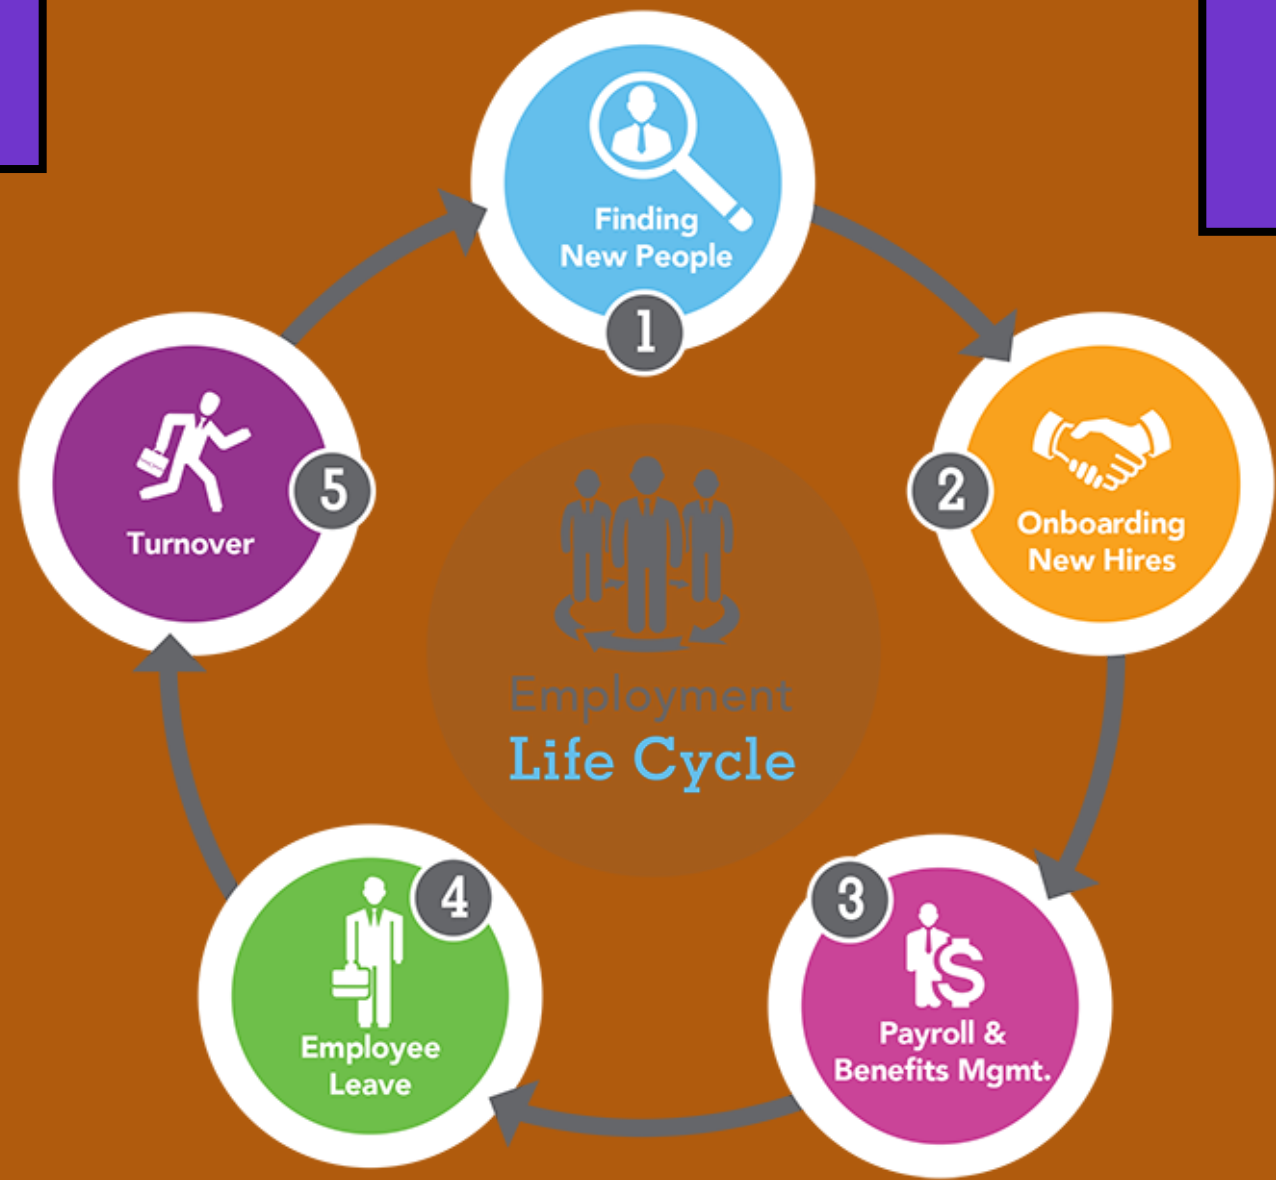 Finding
New People
1
2
Onboarding
New Hires
3
Payroll &
Benefits Mgmt.
4
Employee
Leave
5
Turnover
Employment
Life Cycle